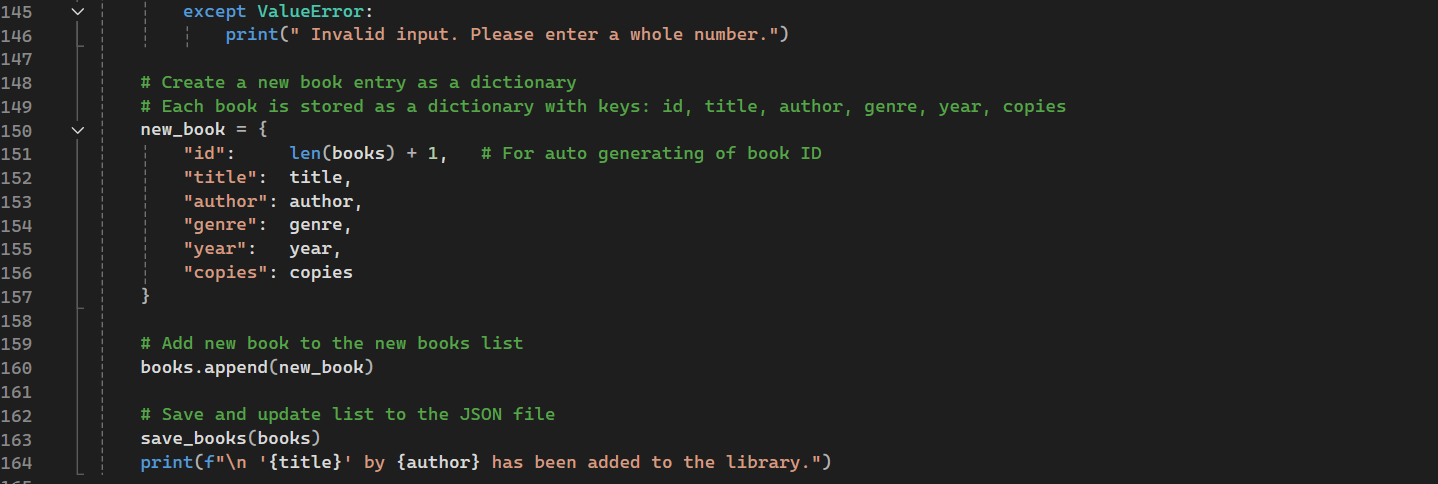 145 except ValueError:
146 print(" Invalid input. Please enter a whole number.")
147
148 # Create a new book entry as a dictionary
149 # Each book is stored as a dictionary with keys: id, title, author, genre, year, copies
150 new_book = {
151 "id":     len(books) + 1,   # For auto generating of book ID
152 "title":  title,
153 "author": author,
154 "genre":  genre,
155 "year":   year,
156 "copies": copies
157 }
158
159 # Add new book to the new books list
160 books.append(new_book)
161
162 # Save and update list to the JSON file
163 save_books(books)
164 print(f"\n '{title}' by {author} has been added to the library.")